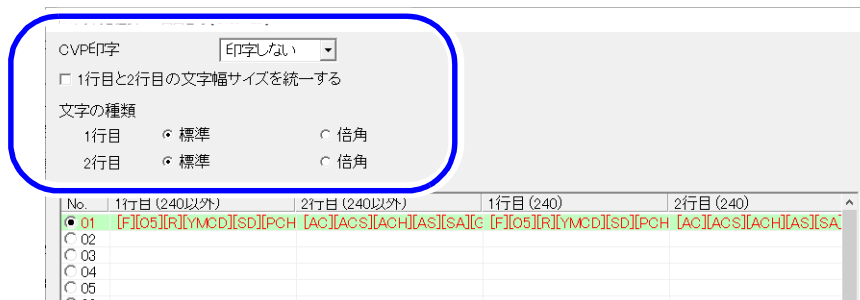 CVP印字 印字しない
1行目と2行目の文字幅サイズを統一する
文字の種類
1行目 標準 倍角
2行目 標準 倍角
No. 1行目(240以外) 2行目(240以外) 1行目(240) 2行目(240)
01 [F][O5][R][YMCD][SD][PCH [AC][ACS][ACH][AS][SA][G [F][O5][R][YMCD][SD][PCH [AC][ACS][ACH][AS][SA]
02
03
04
05